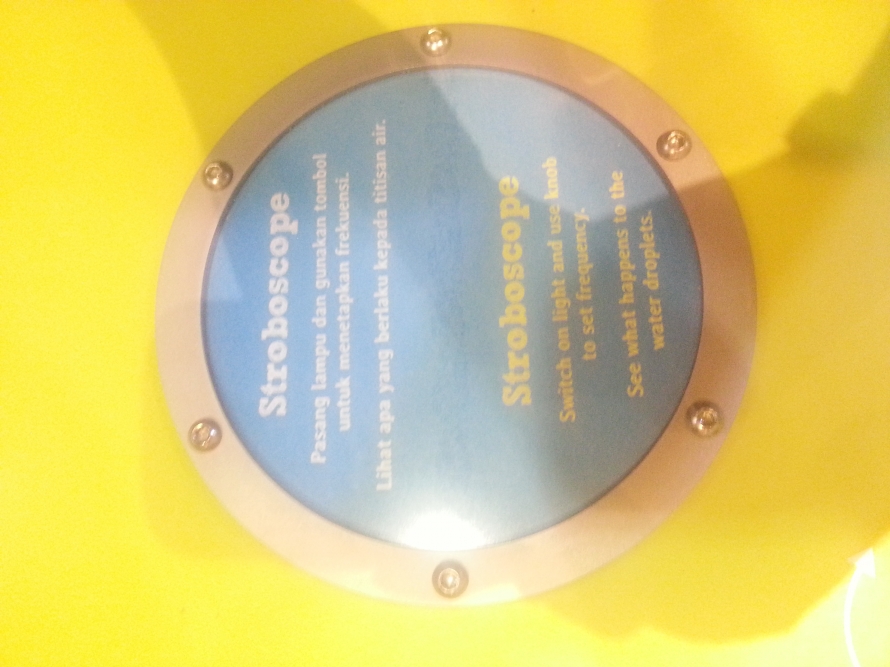 Stroboscope
Pasang lampu dan gunakan tombol
untuk menetapkan frekuensi.
Lihat apa yang berlaku kepada titisan air.
Stroboscope
Switch on light and use knob
to set frequency.
See what happens to the
water droplets.